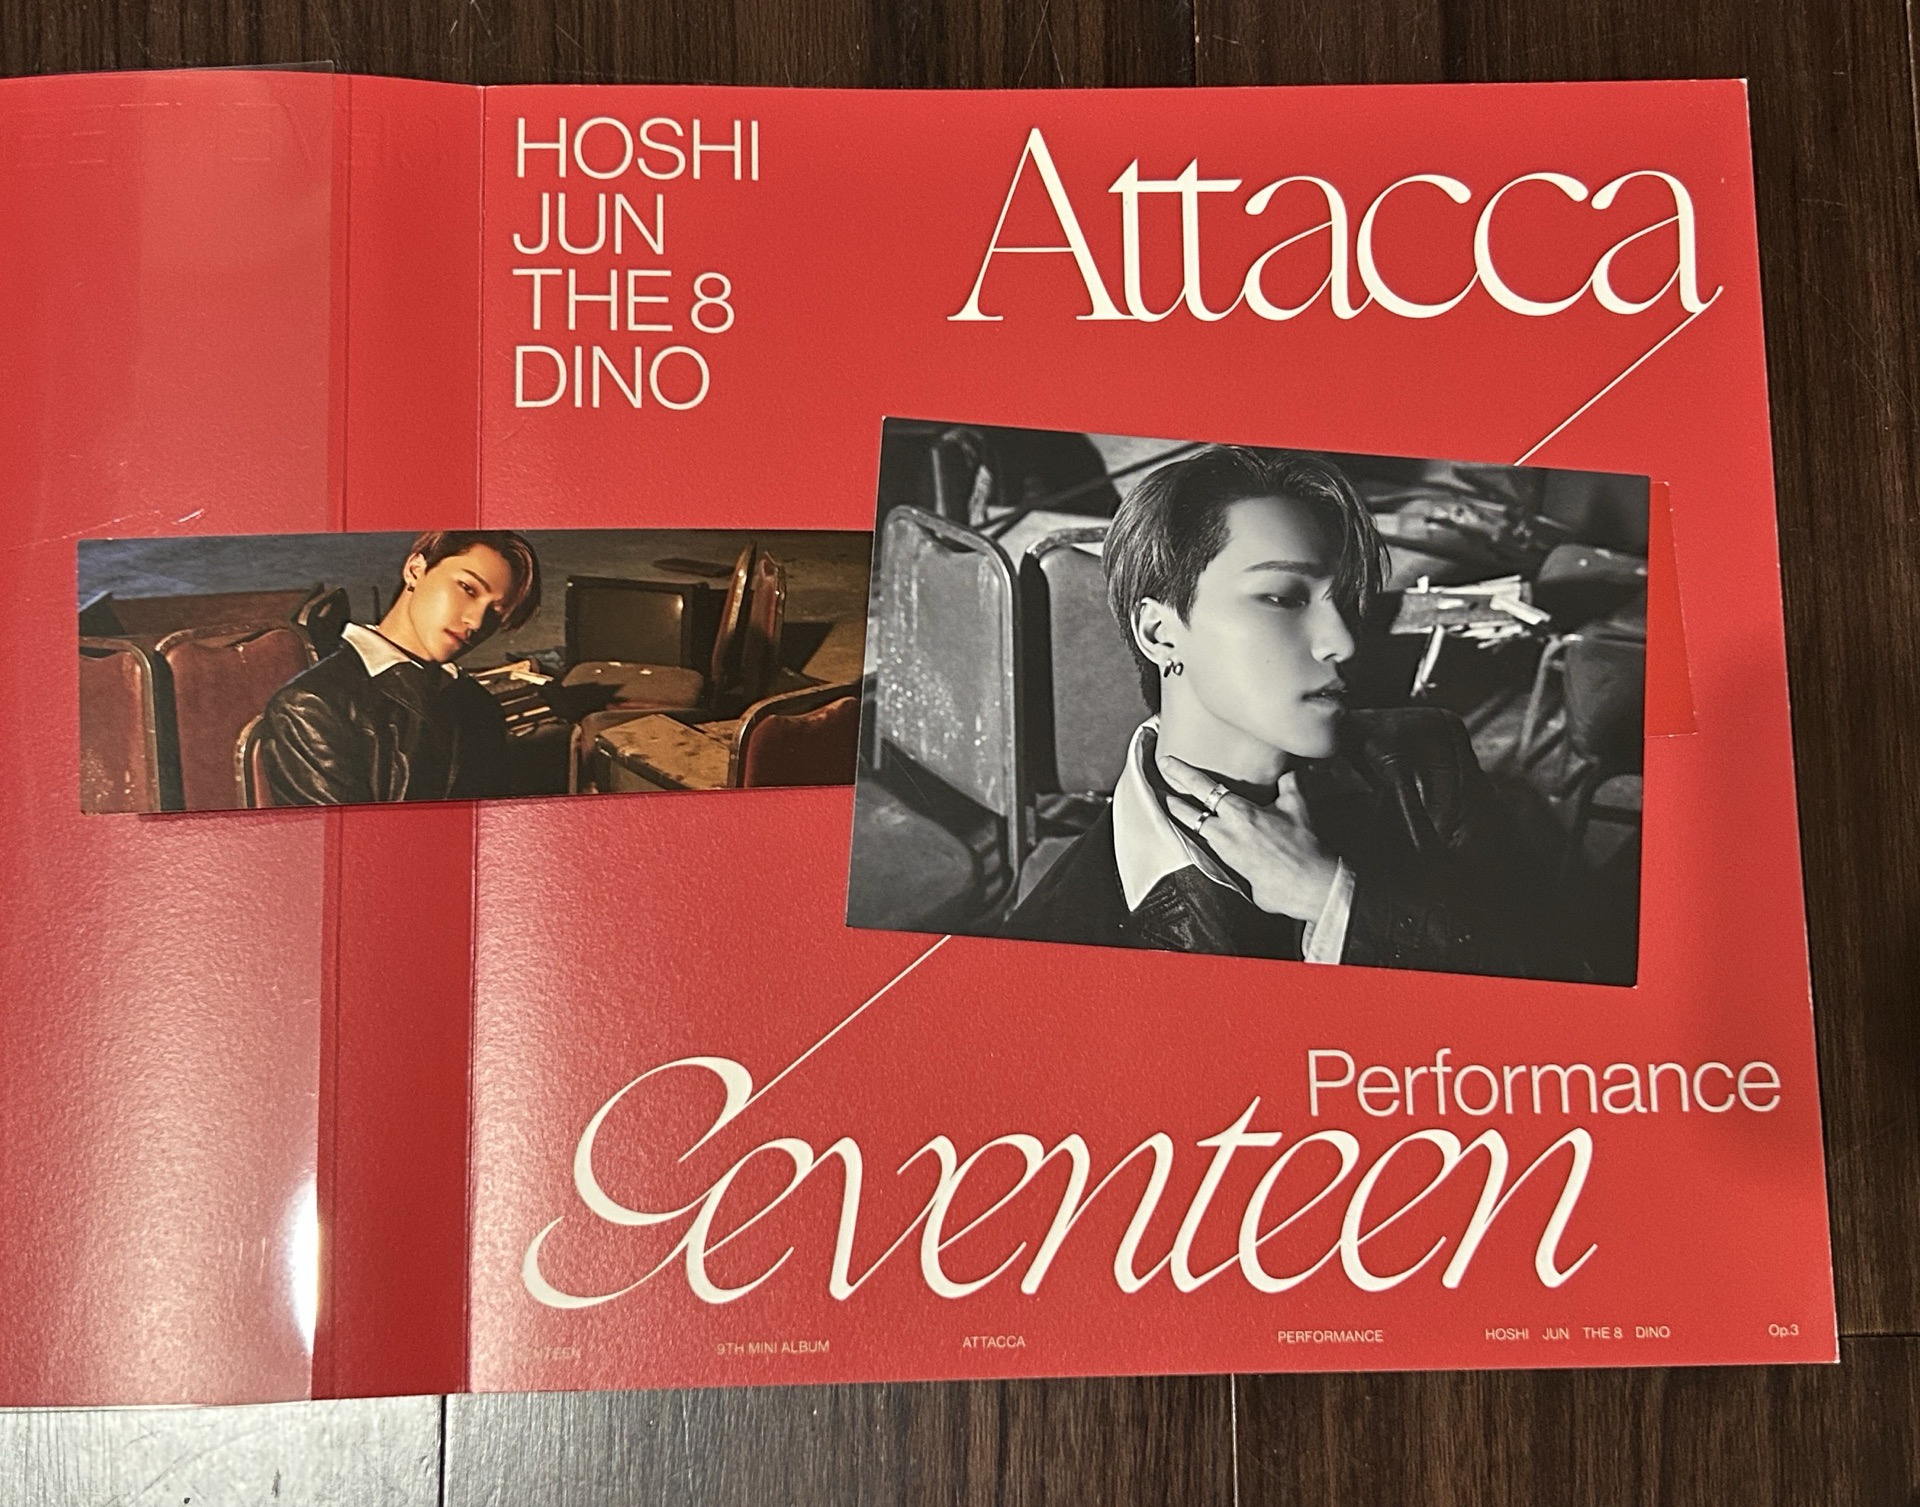 HOSHI
JUN
THE 8
DINO
Attacca
Performance
Seventeen
9TH MINI ALBUM ATTACCA PERFORMANCE HOSHI JUN THE 8 DINO Op.3